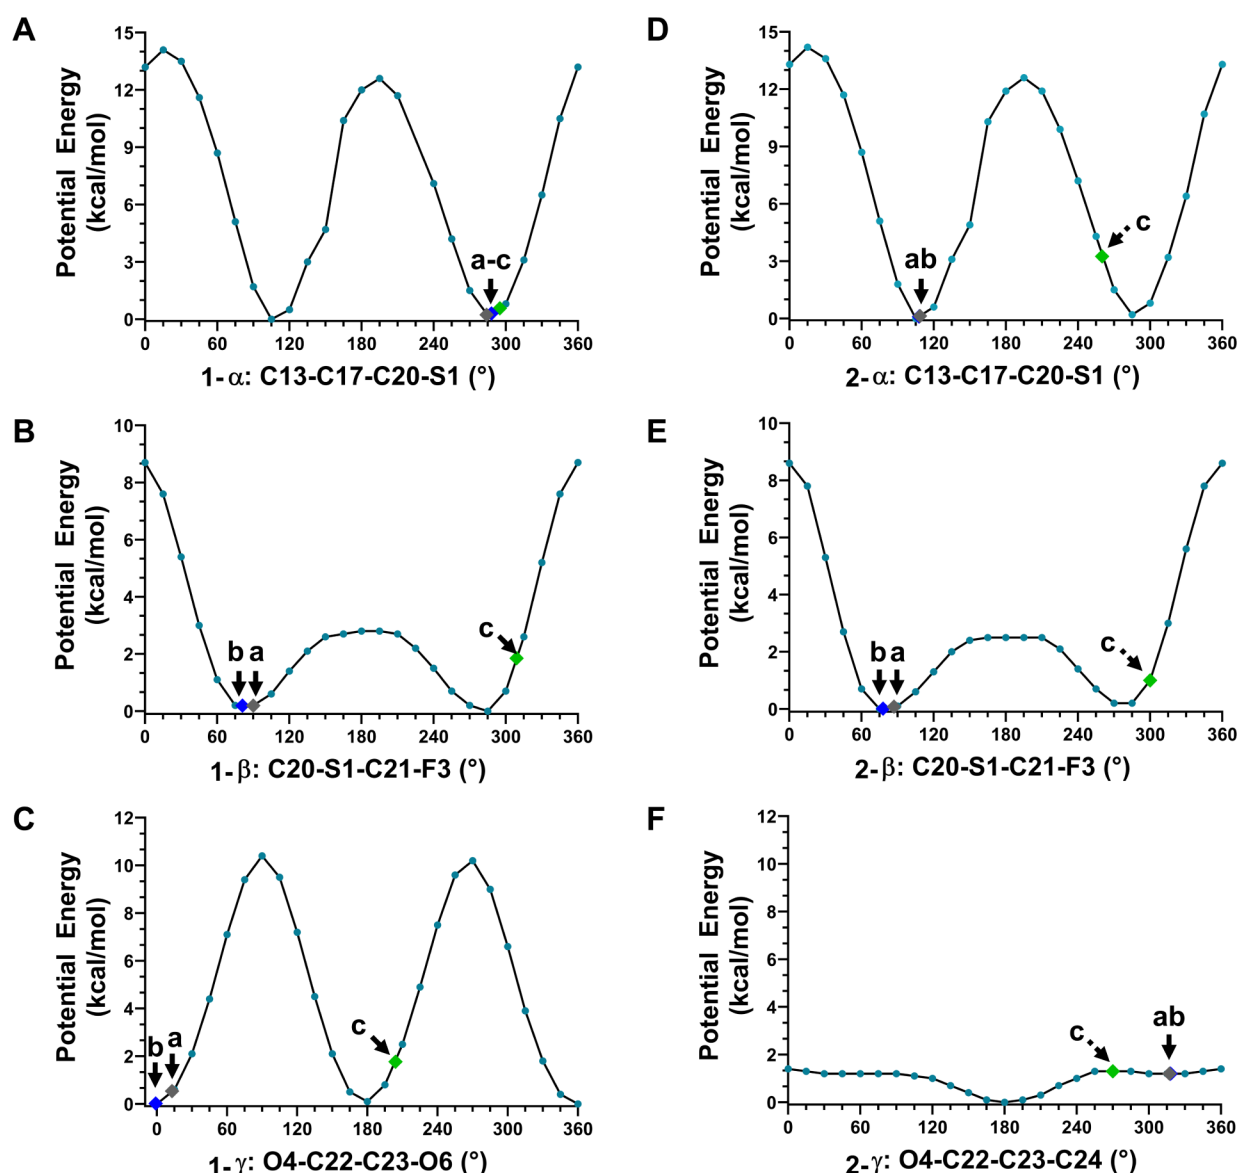 A
Potential Energy
(kcal/mol)
15
12
9
6
3
0
a-c
0 60 120 180 240 300 360
1-α: C13-C17-C20-S1 (°)
D
Potential Energy
(kcal/mol)
15
12
9
6
3
0
ab
c
0 60 120 180 240 300 360
2-α: C13-C17-C20-S1 (°)
B
Potential Energy
(kcal/mol)
10
8
6
4
2
0
b a
c
0 60 120 180 240 300 360
1-β: C20-S1-C21-F3 (°)
E
Potential Energy
(kcal/mol)
10
8
6
4
2
0
b a
c
0 60 120 180 240 300 360
2-β: C20-S1-C21-F3 (°)
C
Potential Energy
(kcal/mol)
12
10
8
6
4
2
0
b a
c
0 60 120 180 240 300 360
1-γ: O4-C22-C23-O6 (°)
F
Potential Energy
(kcal/mol)
12
10
8
6
4
2
0
c
ab
0 60 120 180 240 300 360
2-γ: O4-C22-C23-C24 (°)